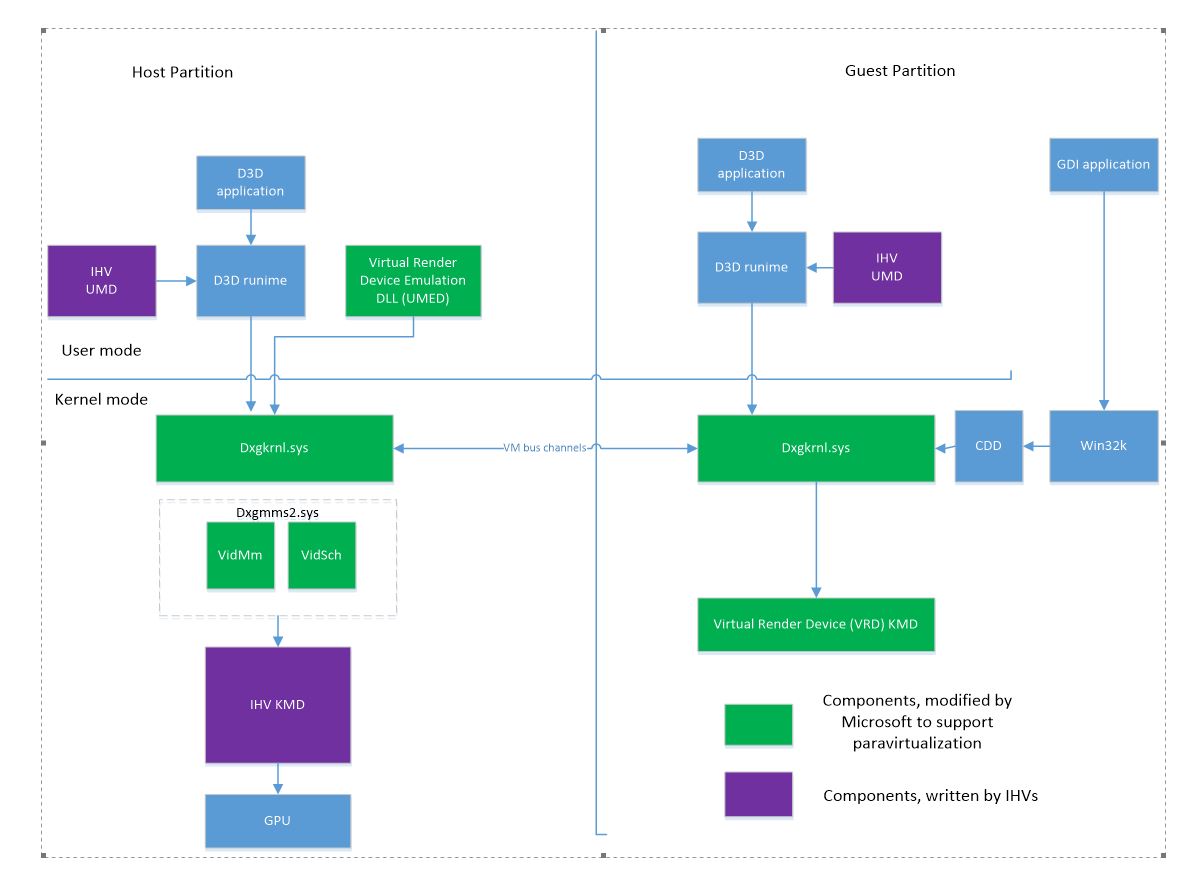 Host Partition
Guest Partition
D3D
application
D3D
application
GDI application
IHV
UMD
D3D runime
Virtual Render
Device Emulation
DLL (UMED)
D3D runime
IHV
UMD
User mode
Kernel mode
Dxgkrnl.sys
VM bus channels
Dxgkrnl.sys
CDD
Win32k
Dxgmms2.sys
VidMm
VidSch
Virtual Render Device (VRD) KMD
IHV KMD
Components, modified by
Microsoft to support
paravirtualization
Components, written by IHVs
GPU